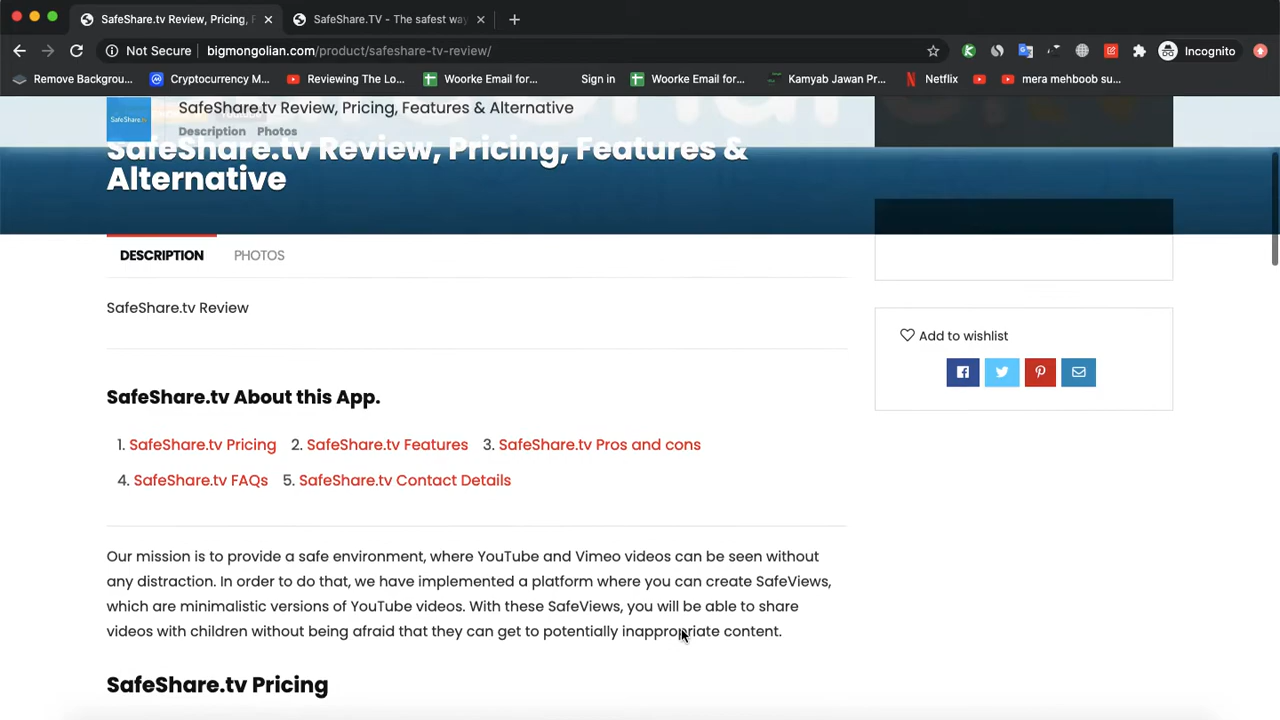 SafeShare.tv Review, Pricing, F
SafeShare.TV - The safest way
Not Secure
bigmongolian.com/product/safeshare-tv-review/
Incognito
Remove Backgrou...
Cryptocurrency M...
Reviewing The Lo...
Woorke Email for...
Sign in
Woorke Email for...
Kamyab Jawan Pr...
Netflix
mera mehboob su...
SafeShare.tv
SafeShare.tv Review, Pricing, Features & Alternative
Description
Photos
SafeShare.tv Review, Pricing, Features &
Alternative
DESCRIPTION
PHOTOS
SafeShare.tv Review
Add to wishlist
SafeShare.tv About this App.
1. SafeShare.tv Pricing 2. SafeShare.tv Features 3. SafeShare.tv Pros and cons
4. SafeShare.tv FAQs 5. SafeShare.tv Contact Details
Our mission is to provide a safe environment, where YouTube and Vimeo videos can be seen without
any distraction. In order to do that, we have implemented a platform where you can create SafeViews,
which are minimalistic versions of YouTube videos. With these SafeViews, you will be able to share
videos with children without being afraid that they can get to potentially inappropriate content.
SafeShare.tv Pricing